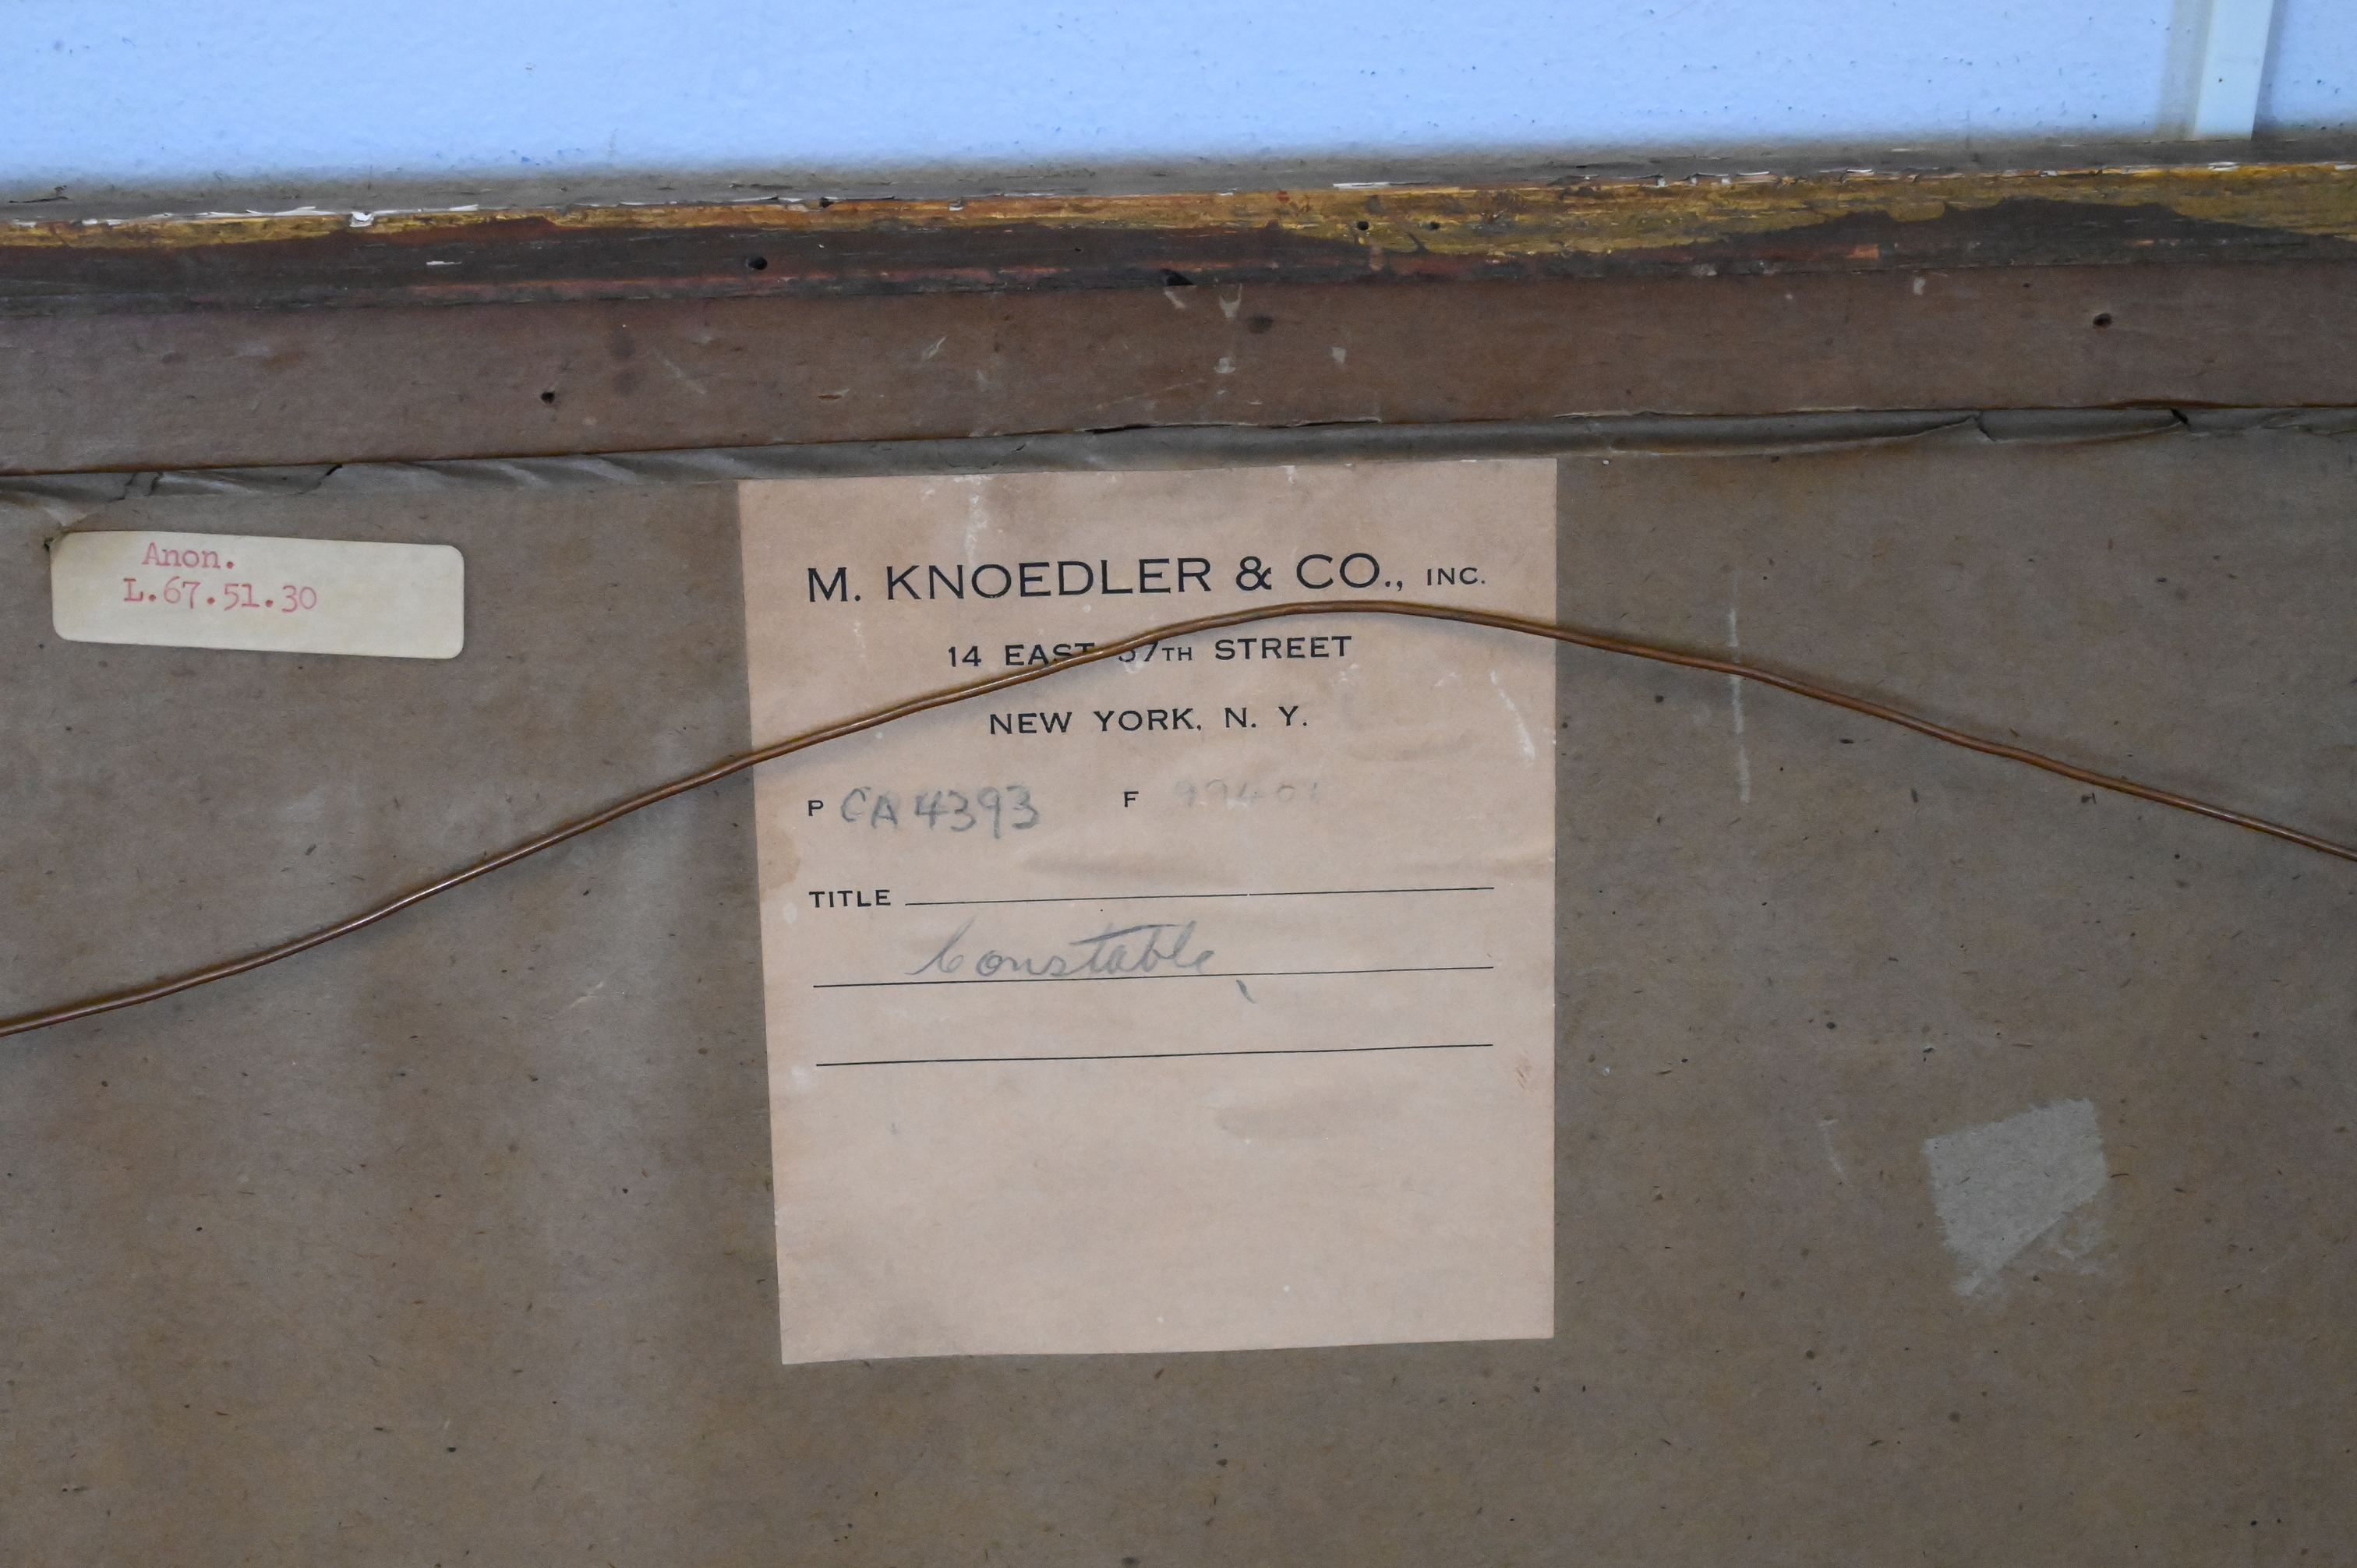 Anon.
L.67.51.30
M. KNOEDLER & CO., INC.
14 EAST 57TH STREET
NEW YORK, N. Y.
P CA4393 F
TITLE
Constable